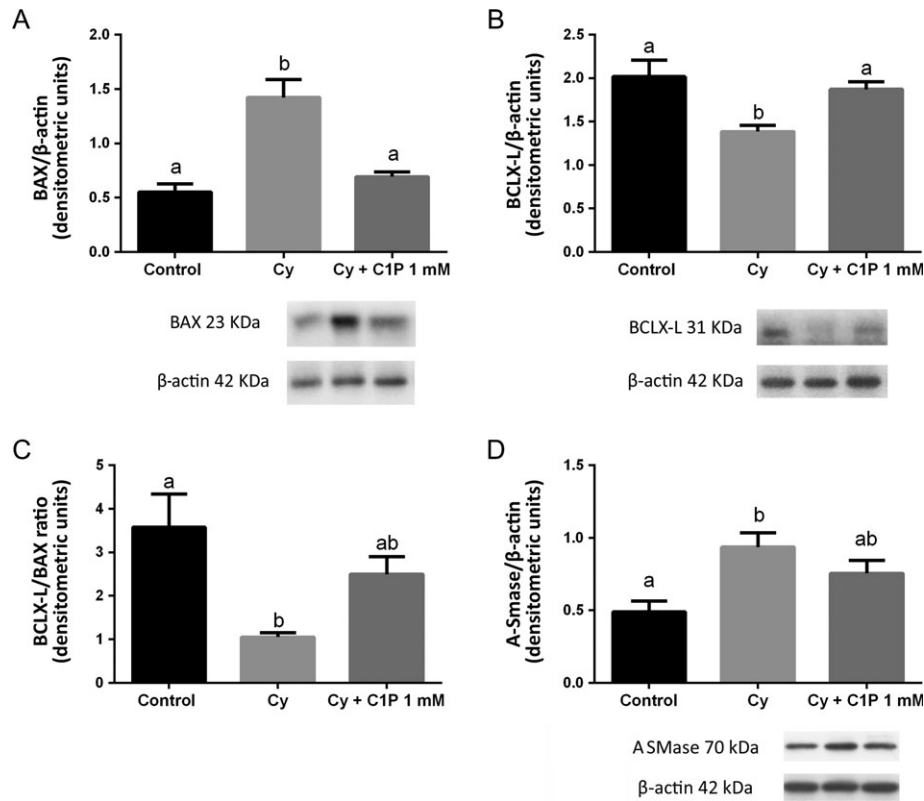 A
BAX/β-actin
(densitometric units)
2.0
1.5
1.0
0.5
0.0
a
b
a
Control
Cy
Cy + C1P 1 mM
BAX 23 KDa
β-actin 42 KDa
B
BCLX-L/β-actin
(densitometric units)
2.5
2.0
1.5
1.0
0.5
0.0
a
b
a
Control
Cy
Cy + C1P 1 mM
BCLX-L 31 KDa
β-actin 42 KDa
C
BCLX-L/BAX ratio
(densitometric units)
5
4
3
2
1
0
a
b
ab
Control
Cy
Cy + C1P 1 mM
D
A-Smase/β-actin
(densitometric units)
1.5
1.0
0.5
0.0
a
b
ab
Control
Cy
Cy + C1P 1 mM
A SMase 70 kDa
β-actin 42 kDa